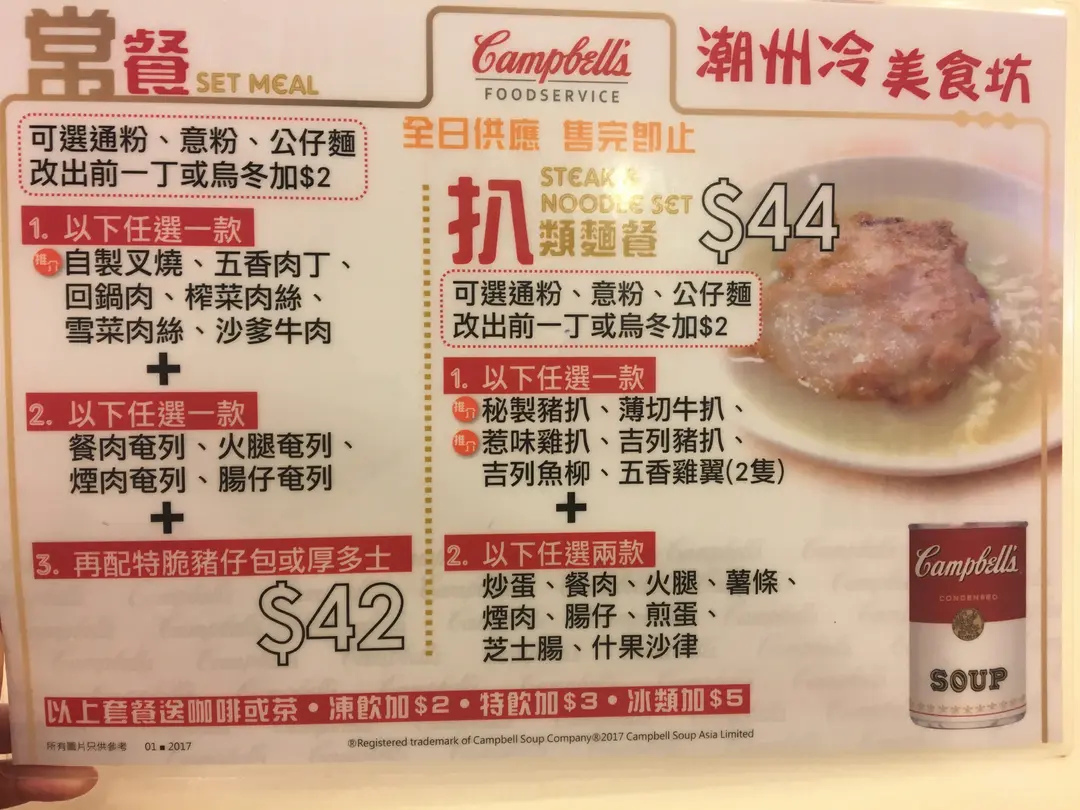 常餐 SET MEAL
Campbell's
FOODSERVICE
潮州冷美食坊
全日供應 售完即止
可選通粉、意粉、公仔麵
改出前一丁或烏冬加$2
1. 以下任選一款
推介 自製叉燒、五香肉丁、
回鍋肉、榨菜肉絲、
雪菜肉絲、沙爹牛肉
+
2. 以下任選一款
餐肉奄列、火腿奄列、
煙肉奄列、腸仔奄列
+
3. 再配特脆豬仔包或厚多士
$42
扒類麵餐
STEAK &
NOODLE SET
$44
可選通粉、意粉、公仔麵
改出前一丁或烏冬加$2
1. 以下任選一款
推介 秘製豬扒、薄切牛扒、
推介 惹味雞扒、吉列豬扒、
吉列魚柳、五香雞翼(2隻)
+
2. 以下任選兩款
炒蛋、餐肉、火腿、薯條、
煙肉、腸仔、煎蛋、
芝士腸、什果沙律
Campbell's
CONDENSED
SOUP
以上套餐送咖啡或茶•凍飲加$2•特飲加$3•冰類加$5
所有圖片只供參考 01■2017
®Registered trademark of Campbell Soup Company®2017 Campbell Soup Asia Limited